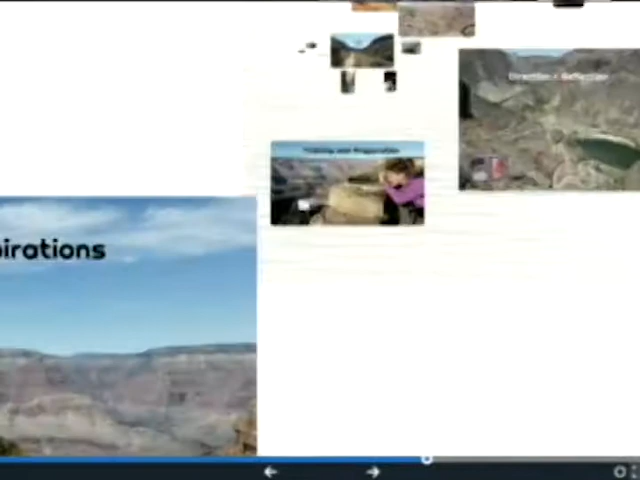 Direction + Reflection
Training and Preparation
pirations